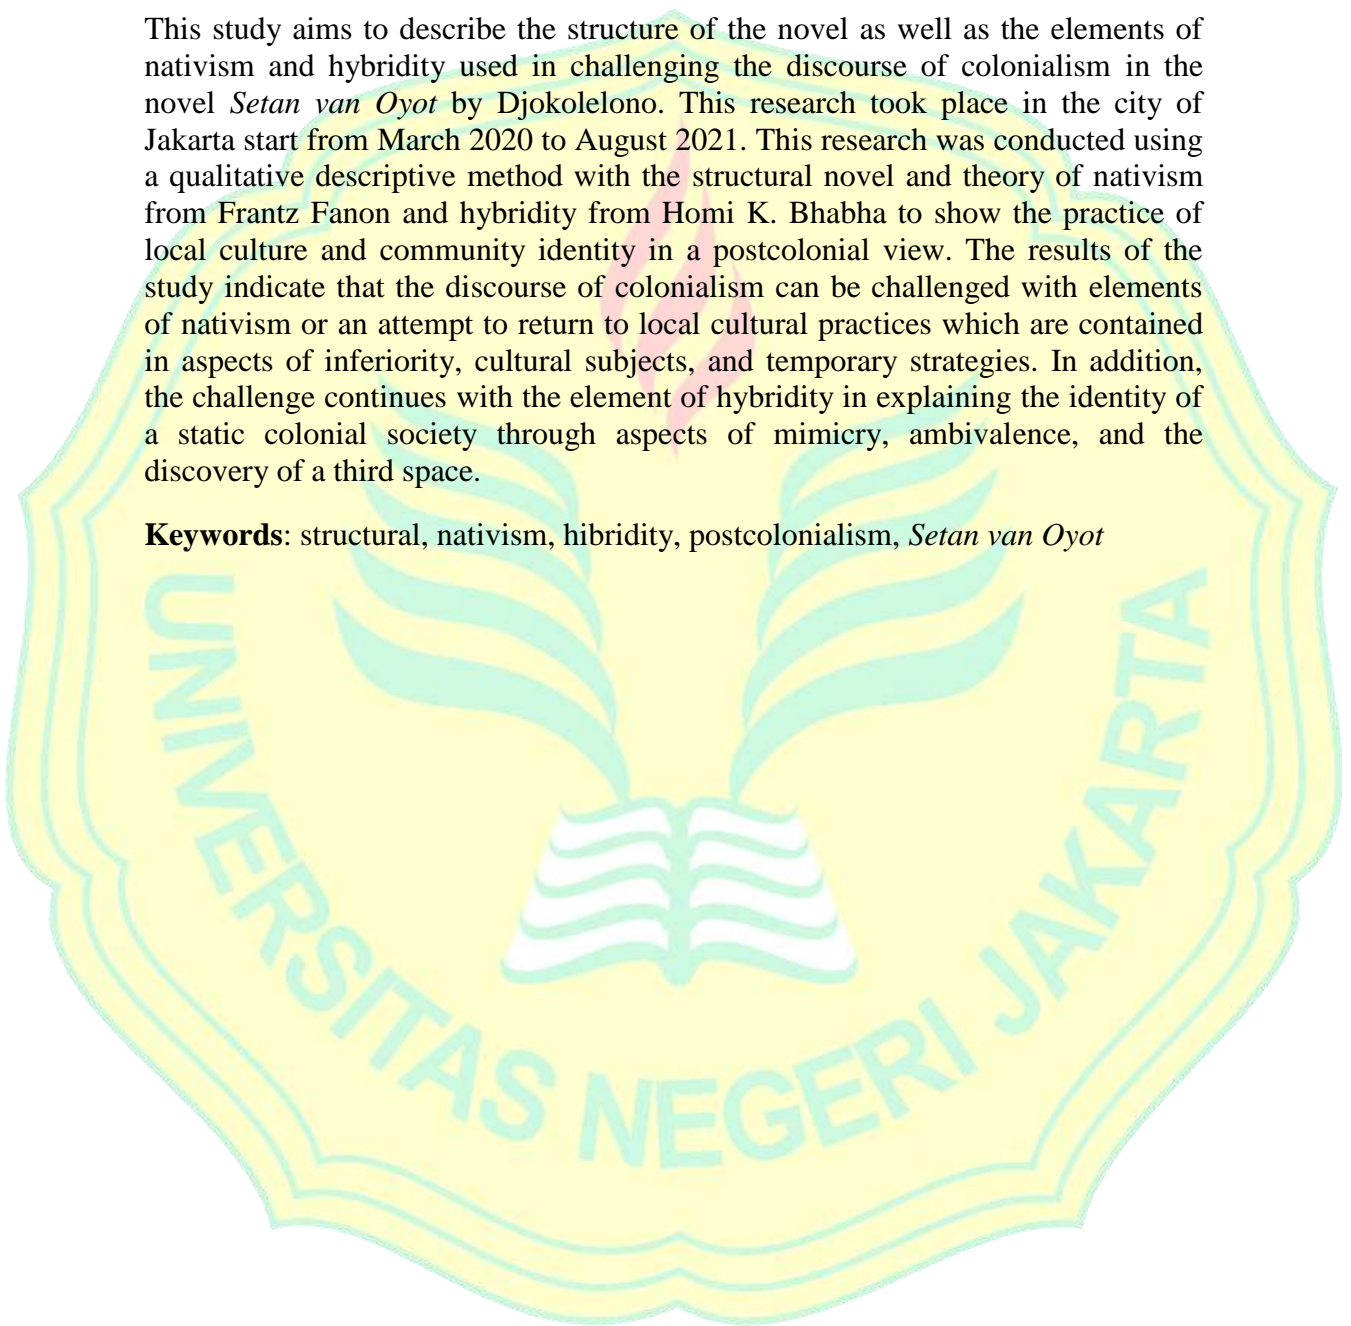 This study aims to describe the structure of the novel as well as the elements of
nativism and hybridity used in challenging the discourse of colonialism in the
novel Setan van Oyot by Djokolelono. This research took place in the city of
Jakarta start from March 2020 to August 2021. This research was conducted using
a qualitative descriptive method with the structural novel and theory of nativism
from Frantz Fanon and hybridity from Homi K. Bhabha to show the practice of
local culture and community identity in a postcolonial view. The results of the
study indicate that the discourse of colonialism can be challenged with elements
of nativism or an attempt to return to local cultural practices which are contained
in aspects of inferiority, cultural subjects, and temporary strategies. In addition,
the challenge continues with the element of hybridity in explaining the identity of
a static colonial society through aspects of mimicry, ambivalence, and the
discovery of a third space.
Keywords: structural, nativism, hibridity, postcolonialism, Setan van Oyot
UNIVERSITAS NEGERI JAKARTA